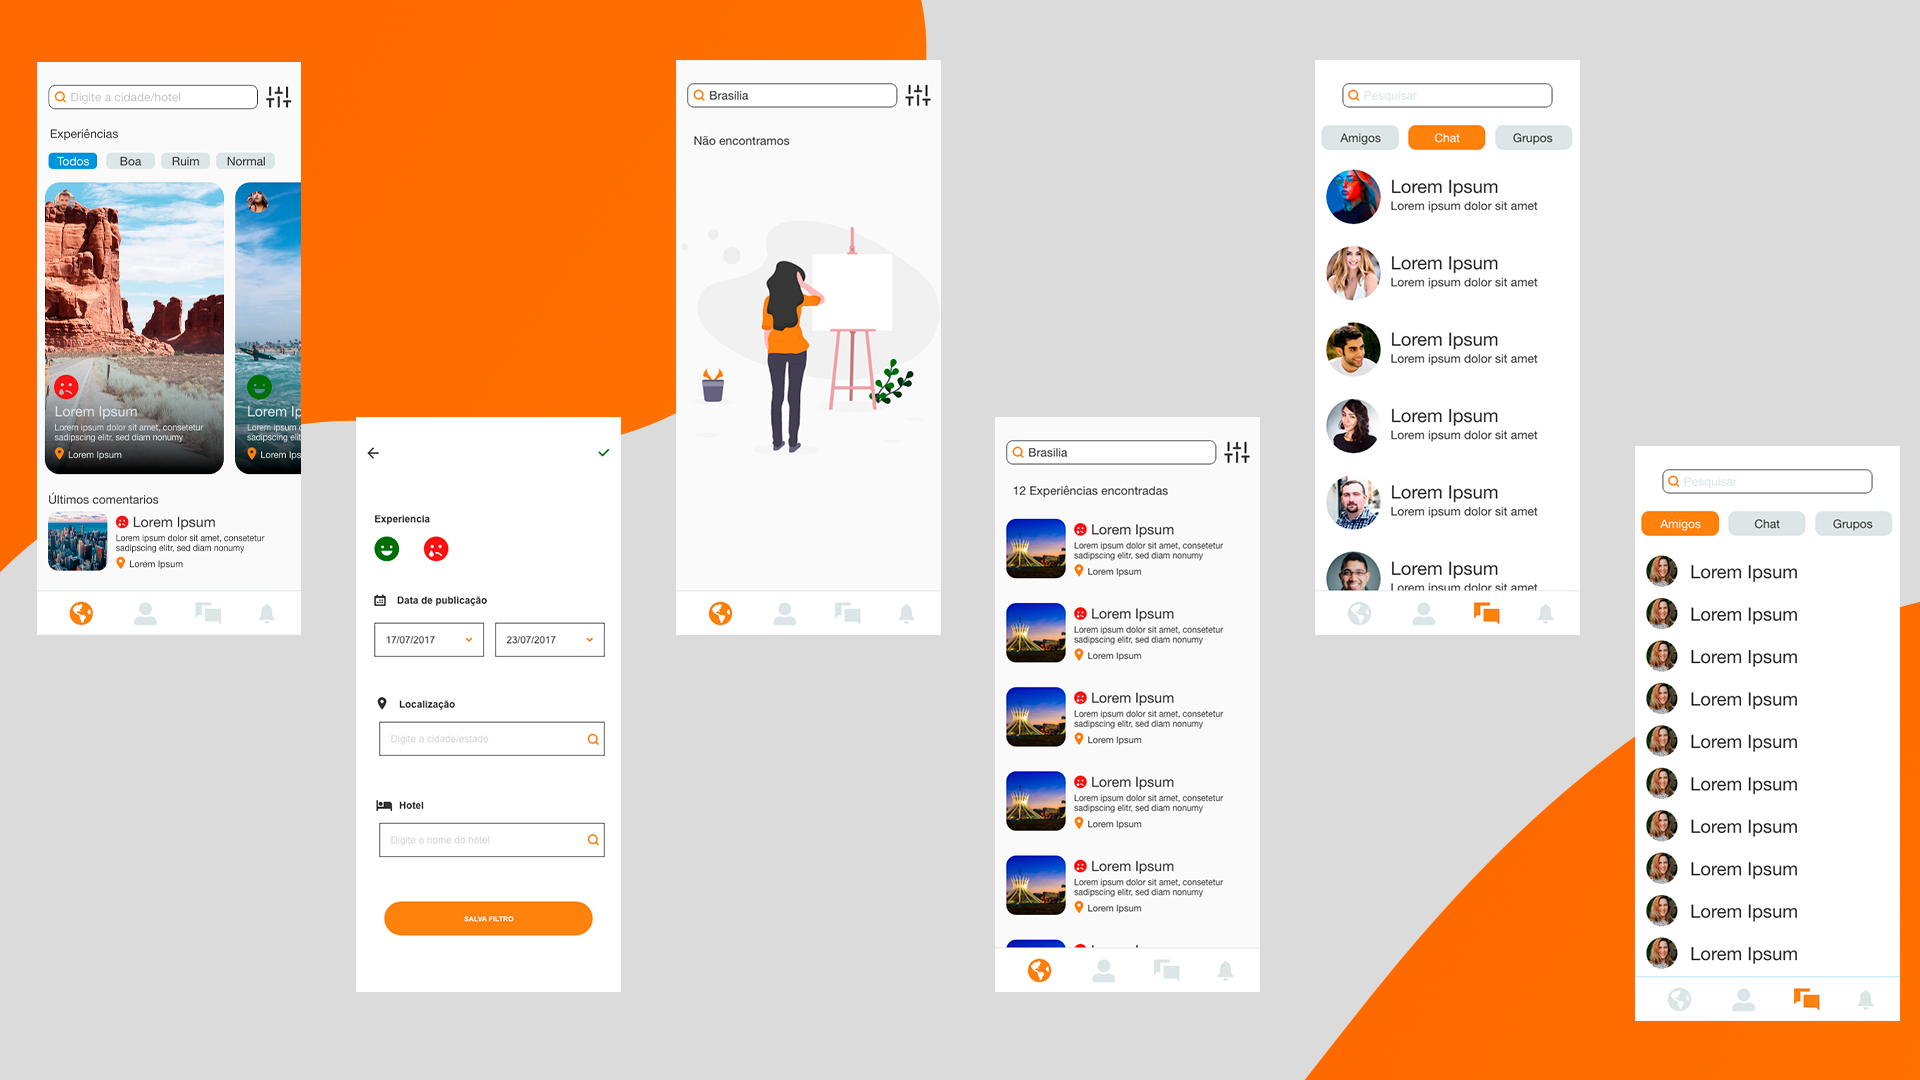 Digite a cidade/hotel
Experiências
Todos
Boa
Ruim
Normal
Lorem Ipsum
Lorem ipsum dolor sit amet, consetetur
sadipscing elitr, sed diam nonumy
Lorem Ipsum
Lorem Ip
Lorem ipsum
sadipscing elit
Lorem Ips
Últimos comentarios
Lorem Ipsum
Lorem ipsum dolor sit amet, consetetur
sadipscing elitr, sed diam nonumy
Lorem Ipsum
Experiencia
Data de publicação
17/07/2017
23/07/2017
Localização
Digite a cidade/estado
Hotel
Digite o nome do hotel
SALVA FILTRO
Brasilia
Não encontramos
Brasilia
12 Experiências encontradas
Lorem Ipsum
Lorem ipsum dolor sit amet, consetetur
sadipscing elitr, sed diam nonumy
Lorem Ipsum
Lorem Ipsum
Lorem ipsum dolor sit amet, consetetur
sadipscing elitr, sed diam nonumy
Lorem Ipsum
Lorem Ipsum
Lorem ipsum dolor sit amet, consetetur
sadipscing elitr, sed diam nonumy
Lorem Ipsum
Lorem Ipsum
Lorem ipsum dolor sit amet, consetetur
sadipscing elitr, sed diam nonumy
Lorem Ipsum
Lorem Ipsum
Lorem ipsum dolor sit amet, consetetur
sadipscing elitr, sed diam nonumy
Lorem Ipsum
Pesquisar
Amigos
Chat
Grupos
Lorem Ipsum
Lorem ipsum dolor sit amet
Lorem Ipsum
Lorem ipsum dolor sit amet
Lorem Ipsum
Lorem ipsum dolor sit amet
Lorem Ipsum
Lorem ipsum dolor sit amet
Lorem Ipsum
Lorem ipsum dolor sit amet
Lorem Ipsum
Lorem ipsum dolor sit amet
Pesquisar
Amigos
Chat
Grupos
Lorem Ipsum
Lorem Ipsum
Lorem Ipsum
Lorem Ipsum
Lorem Ipsum
Lorem Ipsum
Lorem Ipsum
Lorem Ipsum
Lorem Ipsum
Lorem Ipsum